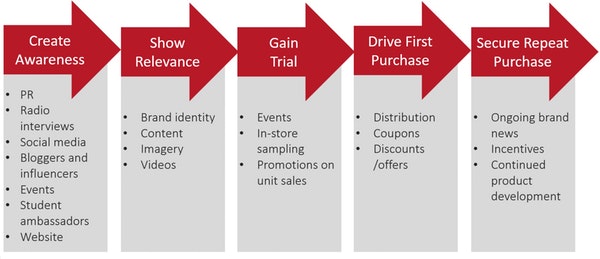 Create
Awareness
Show
Relevance
Gain
Trial
Drive First
Purchase
Secure Repeat
Purchase
• PR
• Radio
interviews
• Social media
• Bloggers and
influencers
• Events
• Student
ambassadors
• Website
• Brand identity
• Content
• Imagery
• Videos
• Events
• In-store
sampling
• Promotions on
unit sales
• Distribution
• Coupons
• Discounts
/offers
• Ongoing brand
news
• Incentives
• Continued
product
development